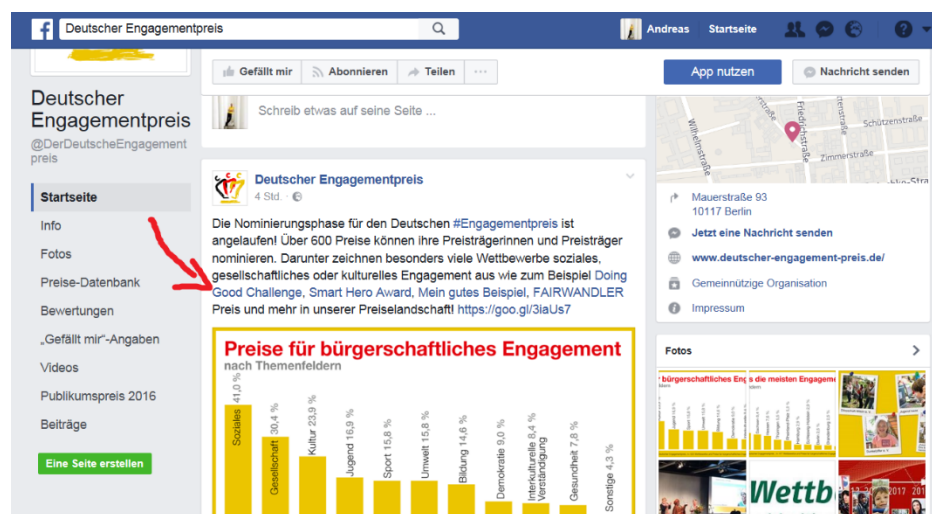 Deutscher Engagementpreis
Andreas
Startseite
Deutscher
Engagementpreis
@DerDeutscheEngagement
preis
Startseite
Info
Fotos
Preise-Datenbank
Bewertungen
„Gefällt mir"-Angaben
Videos
Publikumspreis 2016
Beiträge
Eine Seite erstellen
Gefällt mir
Abonnieren
Teilen
App nutzen
Nachricht senden
Schreib etwas auf seine Seite ...
Deutscher Engagementpreis
4 Std. ·
Die Nominierungsphase für den Deutschen #Engagementpreis ist
angelaufen! Über 600 Preise können ihre Preisträgerinnen und Preisträger
nominieren. Darunter zeichnen besonders viele Wettbewerbe soziales,
gesellschaftliches oder kulturelles Engagement aus wie zum Beispiel Doing
Good Challenge, Smart Hero Award, Mein gutes Beispiel, FAIRWANDLER
Preis und mehr in unserer Preiselandschaft! https://goo.gl/3iaUs7
Preise für bürgerschaftliches Engagement
nach Themenfeldern
Soziales 41,0 %
Gesellschaft 30,4 %
Kultur 23,9 %
Jugend 16,9 %
Sport 15,8 %
Umwelt 15,8 %
Bildung 14,6 %
Demokratie 9,0 %
Interkulturelle 8,4 %
Verständigung
Gesundheit 7,8 %
Sonstige 4,3 %
Wilhelmstraße
Friedrichstraße
Schützenstraße
Zimmerstraße
Mauerstraße 93
10117 Berlin
Jetzt eine Nachricht senden
www.deutscher-engagement-preis.de/
Gemeinnützige Organisation
Impressum
Fotos
bürgerschaftliches Eng
s die meisten Engageme
Wettb
2017